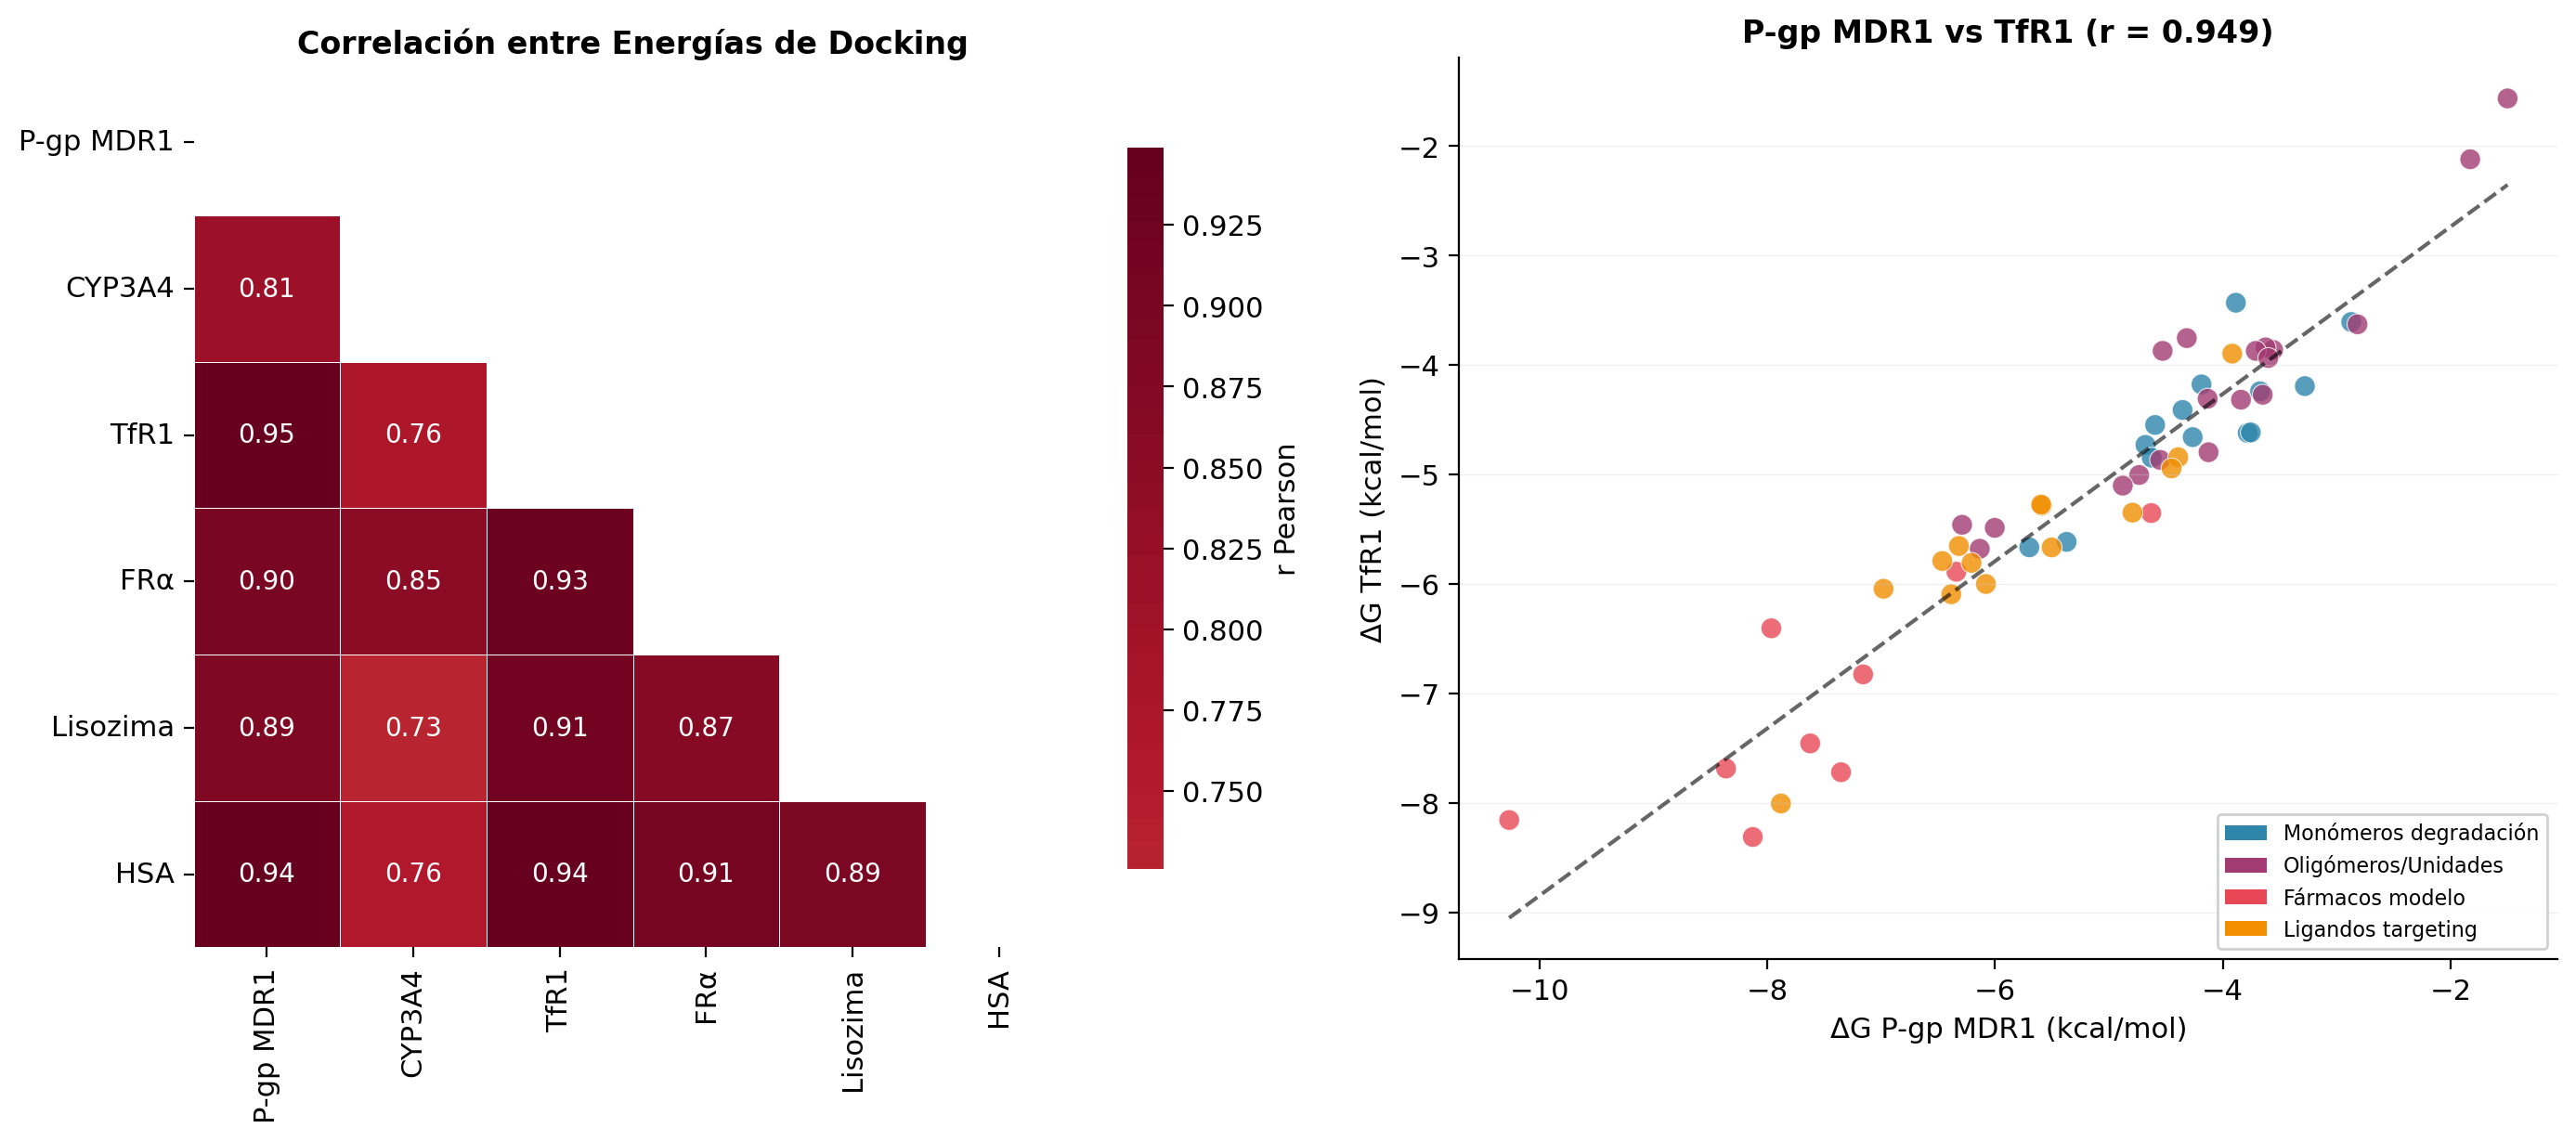 Correlación entre Energías de Docking
P-gp MDR1
CYP3A4
TfR1
FRα
Lisozima
HSA
0.81
0.95 0.76
0.90 0.85 0.93
0.89 0.73 0.91 0.87
0.94 0.76 0.94 0.91 0.89
P-gp MDR1
CYP3A4
TfR1
FRα
Lisozima
HSA
0.925
0.900
0.875
0.850
0.825
0.800
0.775
0.750
r Pearson
P-gp MDR1 vs TfR1 (r = 0.949)
ΔG TfR1 (kcal/mol)
−2
−3
−4
−5
−6
−7
−8
−9
−10 −8 −6 −4 −2
ΔG P-gp MDR1 (kcal/mol)
Monómeros degradación
Oligómeros/Unidades
Fármacos modelo
Ligandos targeting